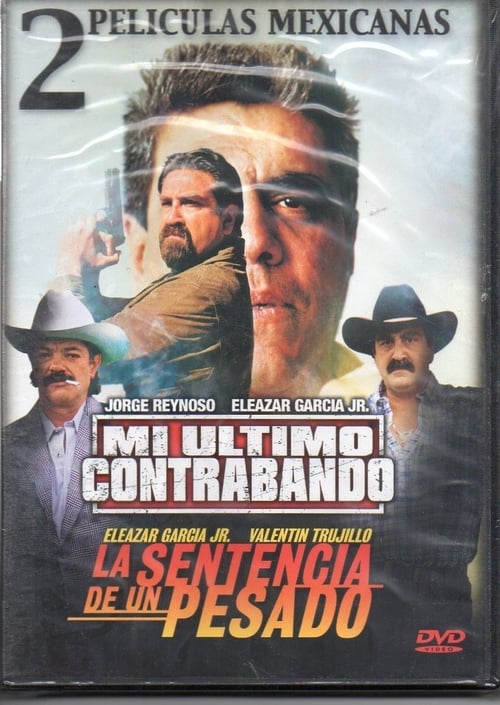 2 PELICULAS MEXICANAS
JORGE REYNOSO ELEAZAR GARCIA JR.
MI ULTIMO
CONTRABANDO
ELEAZAR GARCIA JR. VALENTIN TRUJILLO
LA SENTENCIA
DE UN PESADO
DVD
VIDEO